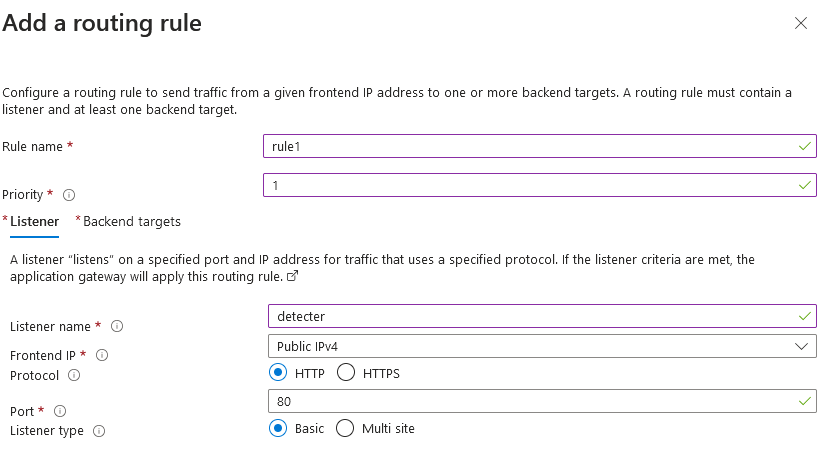 Add a routing rule
Configure a routing rule to send traffic from a given frontend IP address to one or more backend targets. A routing rule must contain a
listener and at least one backend target.
Rule name * rule1
Priority * 1
* Listener * Backend targets
A listener “listens” on a specified port and IP address for traffic that uses a specified protocol. If the listener criteria are met, the
application gateway will apply this routing rule.
Listener name * detecter
Frontend IP * Public IPv4
Protocol HTTP HTTPS
Port * 80
Listener type Basic Multi site